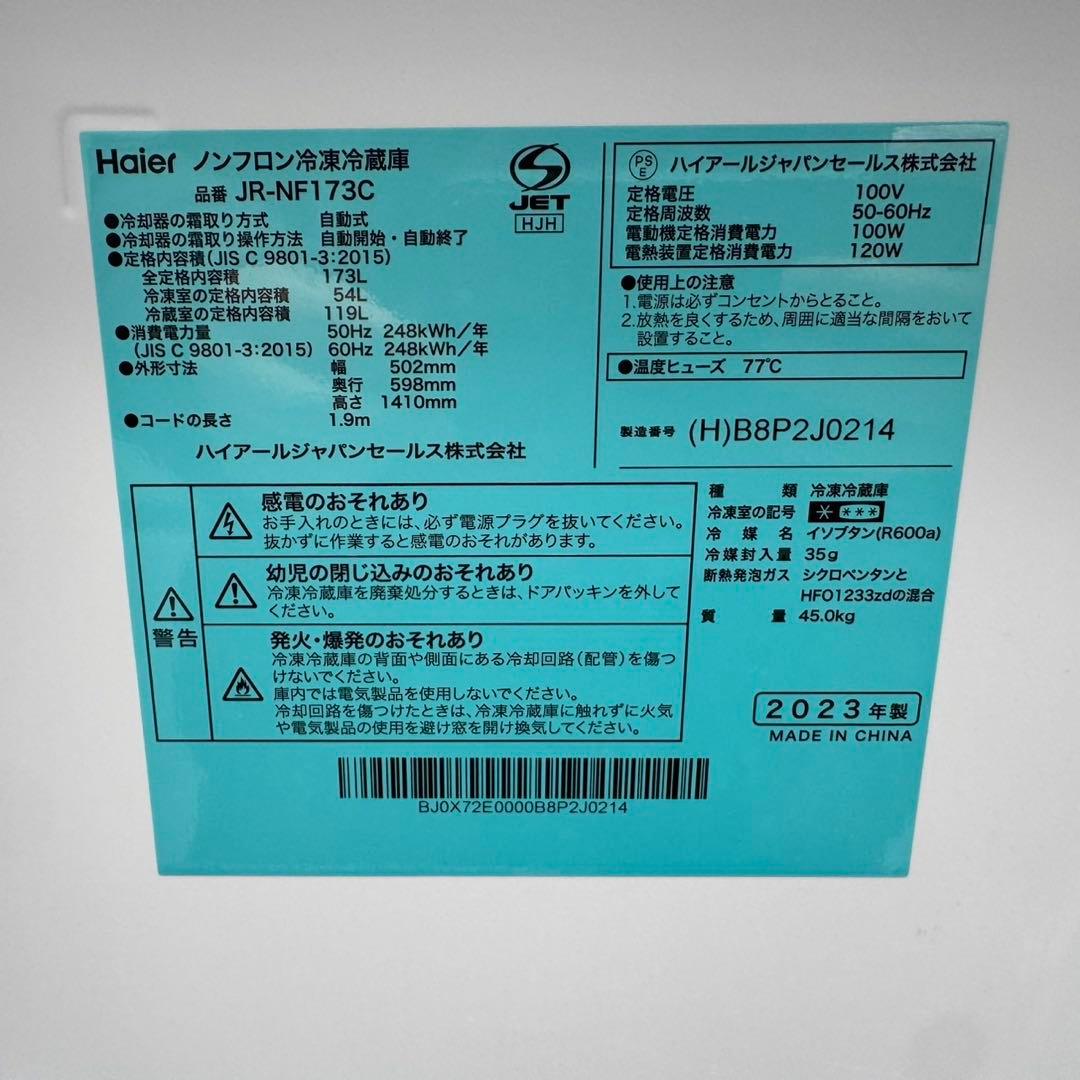 Haier ノンフロン冷凍冷蔵庫
品番 JR-NF173C
●冷却器の霜取り方式 自動式
●冷却器の霜取り操作方法 自動開始・自動終了
●定格内容積(JIS C 9801-3:2015)
全定格内容積 173L
冷凍室の定格内容積 54L
冷蔵室の定格内容積 119L
●消費電力量 50Hz 248kWh/年
(JIS C 9801-3:2015) 60Hz 248kWh/年
●外形寸法 幅 502mm
奥行 598mm
高さ 1410mm
●コードの長さ 1.9m
ハイアールジャパンセールス株式会社
JET
HJH
PS
E
ハイアールジャパンセールス株式会社
定格電圧 100V
定格周波数 50-60Hz
電動機定格消費電力 100W
電熱装置定格消費電力 120W
●使用上の注意
1.電源は必ずコンセントからとること。
2.放熱を良くするため、周囲に適当な間隔をおいて
設置すること。
●温度ヒューズ 77℃
製造番号 (H)B8P2J0214
警告
感電のおそれあり
お手入れのときには、必ず電源プラグを抜いてください。
抜かずに作業すると感電のおそれがあります。
幼児の閉じ込みのおそれあり
冷凍冷蔵庫を廃棄処分するときは、ドアパッキンを外して
ください。
発火・爆発のおそれあり
冷凍冷蔵庫の背面や側面にある冷却回路(配管)を傷つ
けないでください。
庫内では電気製品を使用しないでください。
冷却回路を傷つけたときは、冷凍冷蔵庫に触れずに火気
や電気製品の使用を避け窓を開け換気してください。
種類 冷凍冷蔵庫
冷凍室の記号 * ***
冷媒名 イソブタン(R600a)
冷媒封入量 35g
断熱発泡ガス シクロペンタンと
HFO1233zdの混合
質量 45.0kg
2023年製
MADE IN CHINA
BJ0X72E0000B8P2J0214